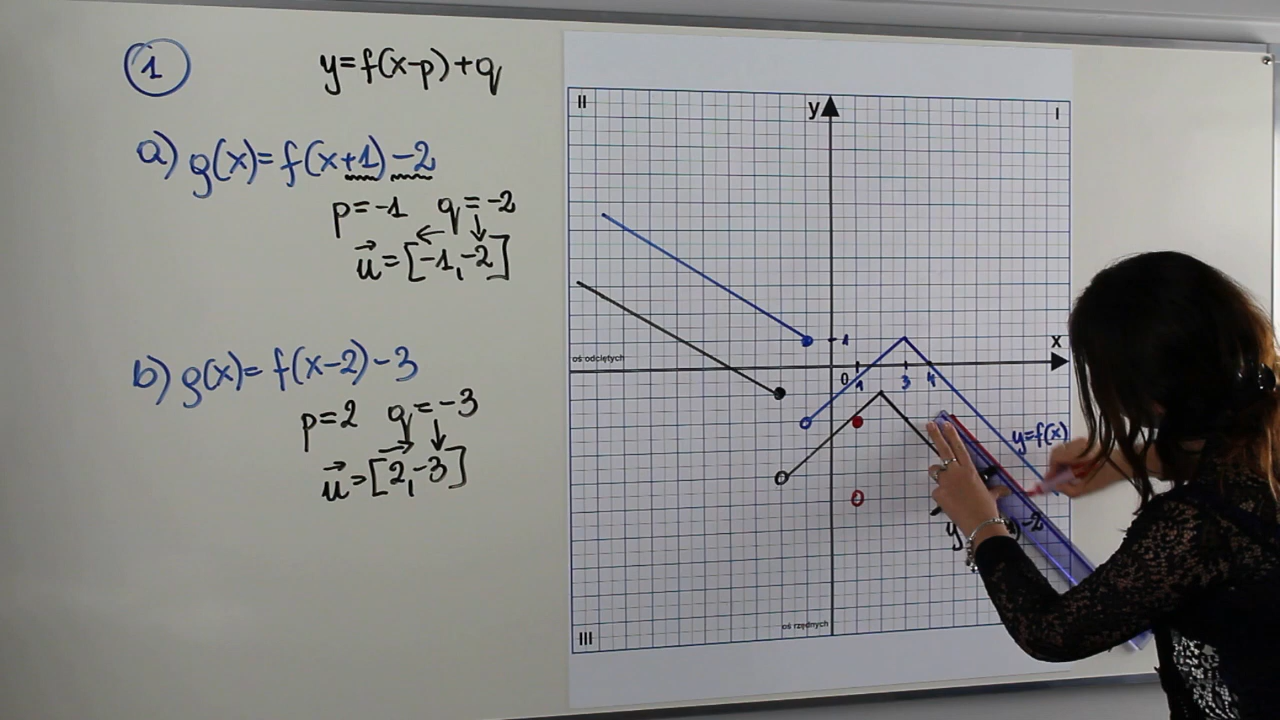 1
y=f(x-p)+q
a) g(x)=f(x+1)-2
p=-1 q=-2
u=[-1,-2]
b) g(x)=f(x-2)-3
p=2 q=-3
u=[2,-3]
II
y
I
1
x
oś odciętych
0
1
3
4
y=f(x)
y
-2
oś rzędnych
III